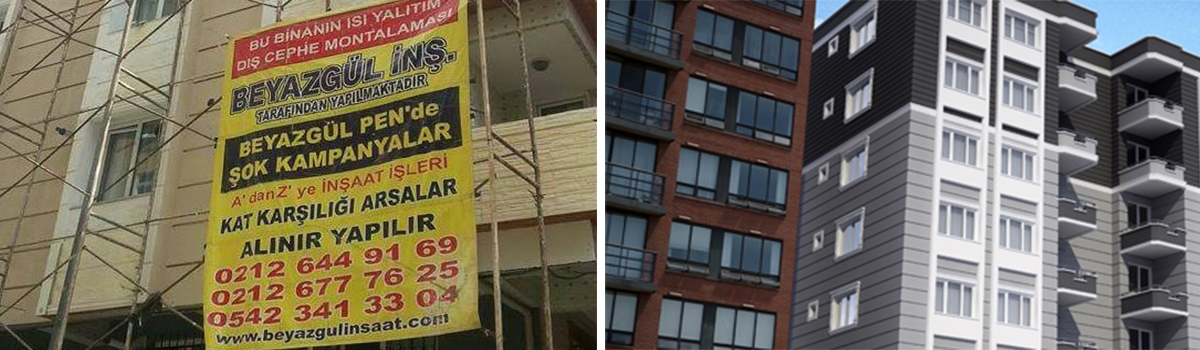 BU BİNANIN ISI YALITIM
DIŞ CEPHE MONTALAMASI
BEYAZGÜL İNŞ.
TARAFINDAN YAPILMAKTADIR
BEYAZGÜL PEN'de
ŞOK KAMPANYALAR
A'dan Z'ye İNŞAAT İŞLERİ
KAT KARŞILIĞI ARSALAR
ALINIR YAPILIR
0212 644 91 69
0212 677 76 25
0542 341 33 04
www.beyazgulinsaat.com